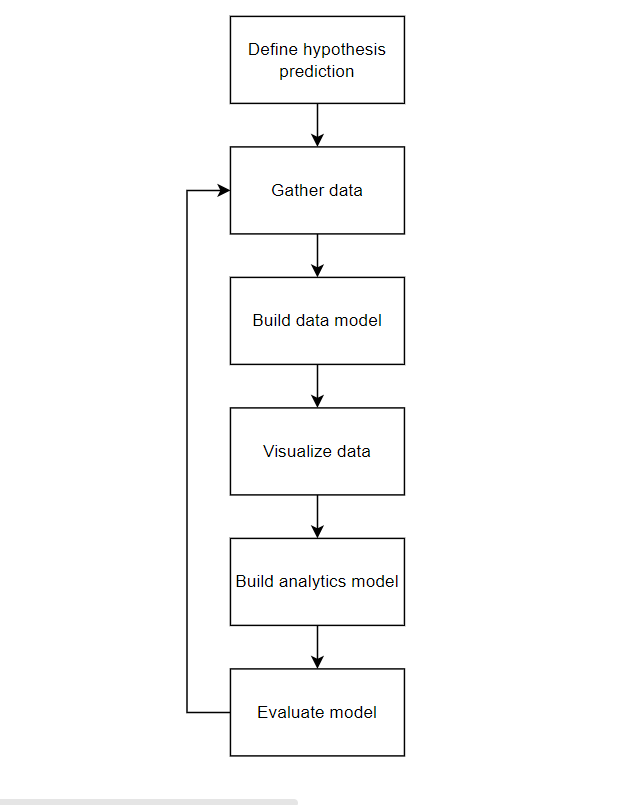 Define hypothesis
prediction
Gather data
Build data model
Visualize data
Build analytics model
Evaluate model